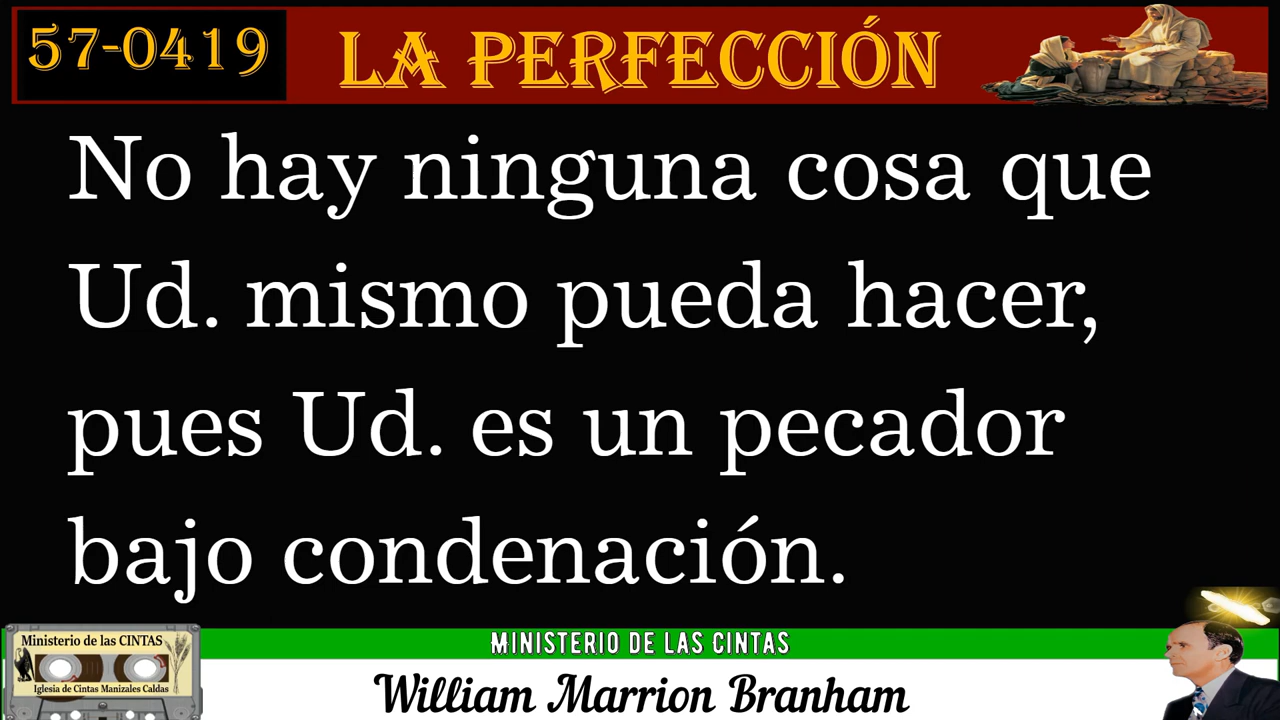 57-0419
LA PERFECCIÓN
No hay ninguna cosa que
Ud. mismo pueda hacer,
pues Ud. es un pecador
bajo condenación.
MINISTERIO DE LAS CINTAS
Ministerio de las CINTAS
Iglesia de Cintas Manizales Caldas
William Marrion Branham